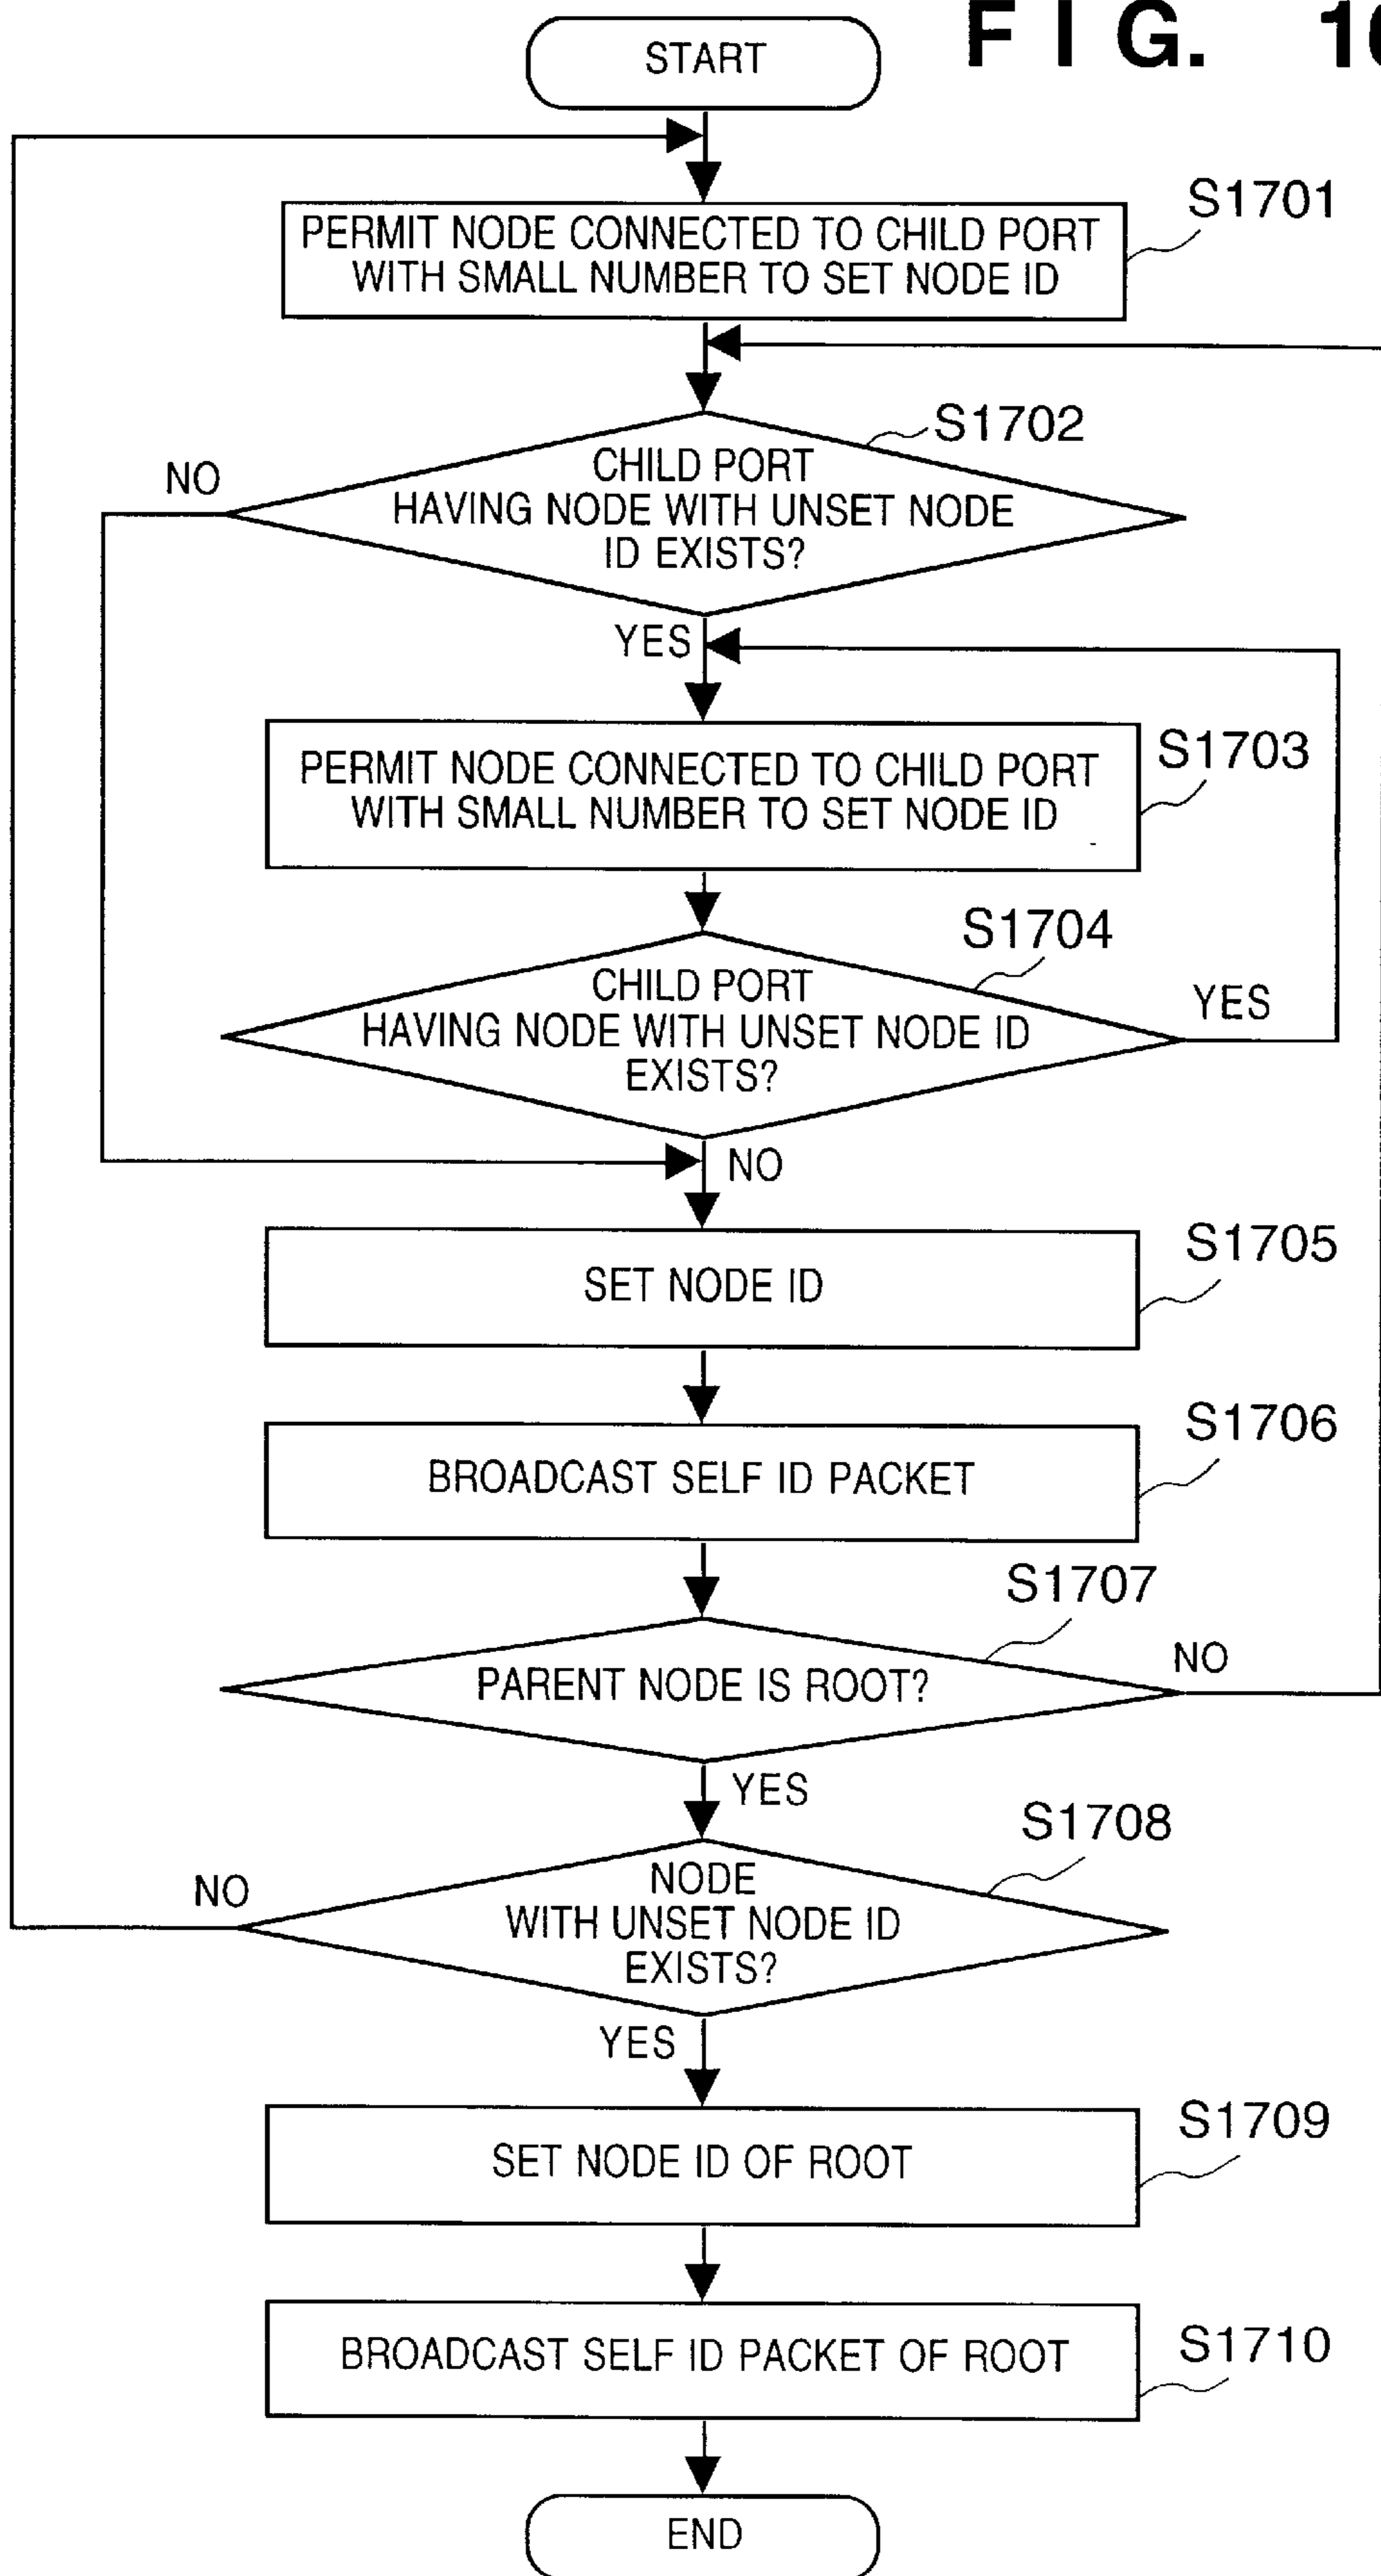 FIG. 10
START
S1701
PERMIT NODE CONNECTED TO CHILD PORT
WITH SMALL NUMBER TO SET NODE ID
S1702
NO
CHILD PORT
HAVING NODE WITH UNSET NODE
ID EXISTS?
YES
S1703
PERMIT NODE CONNECTED TO CHILD PORT
WITH SMALL NUMBER TO SET NODE ID
S1704
CHILD PORT
HAVING NODE WITH UNSET NODE ID
EXISTS?
YES
NO
S1705
SET NODE ID
S1706
BROADCAST SELF ID PACKET
S1707
PARENT NODE IS ROOT?
NO
YES
S1708
NO
NODE
WITH UNSET NODE ID
EXISTS?
YES
S1709
SET NODE ID OF ROOT
S1710
BROADCAST SELF ID PACKET OF ROOT
END